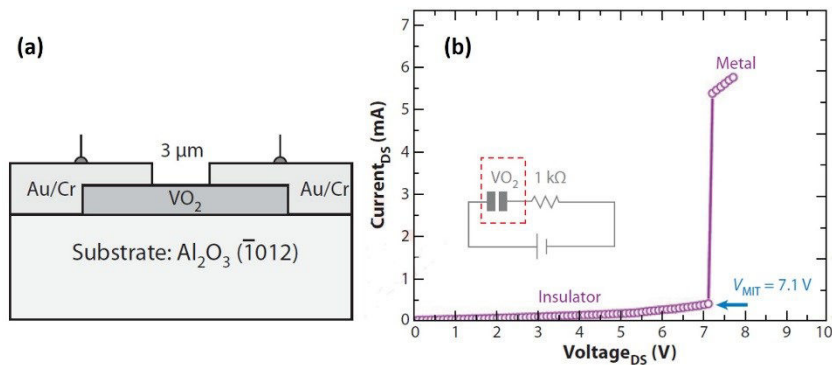 (a)
3 μm
Au/Cr
Au/Cr
VO₂
Substrate: Al₂O₃ (1̅012)
(b)
7
6
5
4
3
2
1
0
Current_DS (mA)
Metal
VO₂
1 kΩ
Insulator
V_MIT = 7.1 V
0 1 2 3 4 5 6 7 8 9 10
Voltage_DS (V)